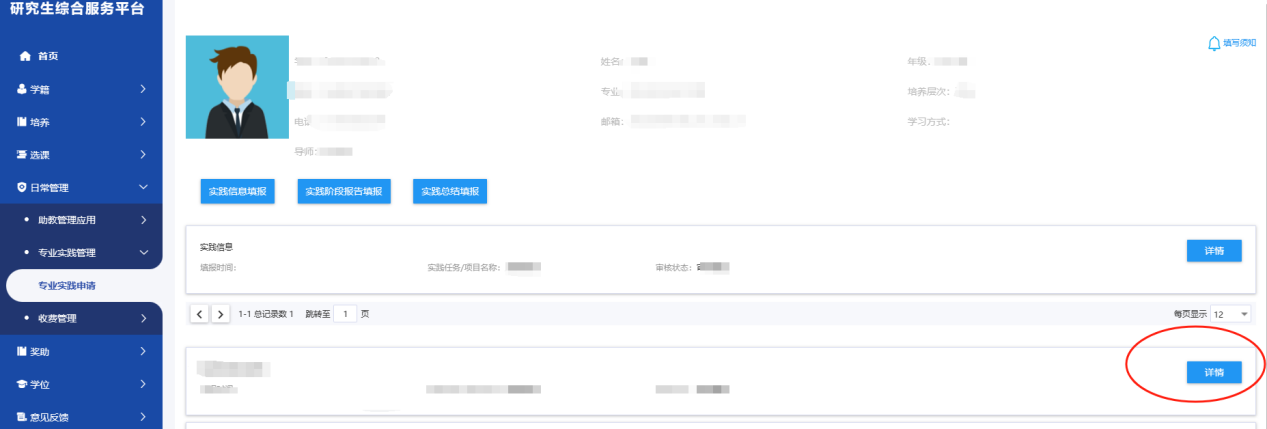 研究生综合服务平台
首页
学籍
培养
选课
日常管理
助教管理应用
专业实践管理
专业实践申请
收费管理
奖助
学位
意见反馈
填写须知
姓名:
年级:
专业:
培养层次:
邮箱:
学习方式:
导师:
实践信息填报 实践阶段报告填报 实践总结填报
实践信息
详情
填报时间: 实践任务/项目名称: 审核状态:
1-1 总记录数 1 跳转至 1 页 每页显示 12
详情